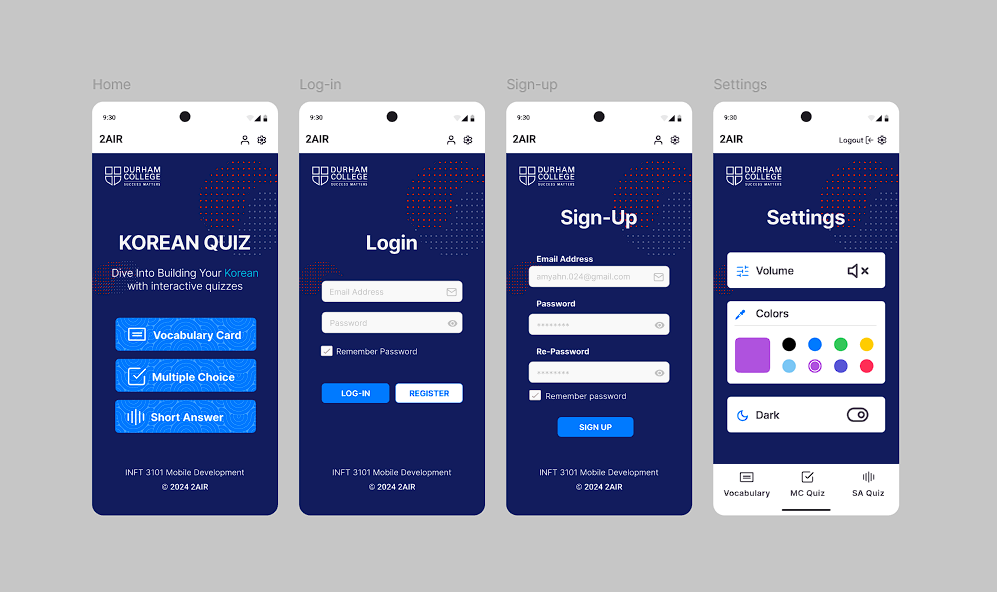 Home
9:30
2AIR
DURHAM
COLLEGE
SUCCESS MATTERS
KOREAN QUIZ
Dive Into Building Your Korean
with interactive quizzes
Vocabulary Card
Multiple Choice
Short Answer
INFT 3101 Mobile Development
© 2024 2AIR
Log-in
9:30
2AIR
DURHAM
COLLEGE
SUCCESS MATTERS
Login
Email Address
Password
Remember Password
LOG-IN REGISTER
INFT 3101 Mobile Development
© 2024 2AIR
Sign-up
9:30
2AIR
DURHAM
COLLEGE
SUCCESS MATTERS
Sign-Up
Email Address
amyahn.024@gmail.com
Password
********
Re-Password
********
Remember password
SIGN UP
INFT 3101 Mobile Development
© 2024 2AIR
Settings
9:30
2AIR Logout
DURHAM
COLLEGE
SUCCESS MATTERS
Settings
Volume
Colors
Dark
Vocabulary MC Quiz SA Quiz